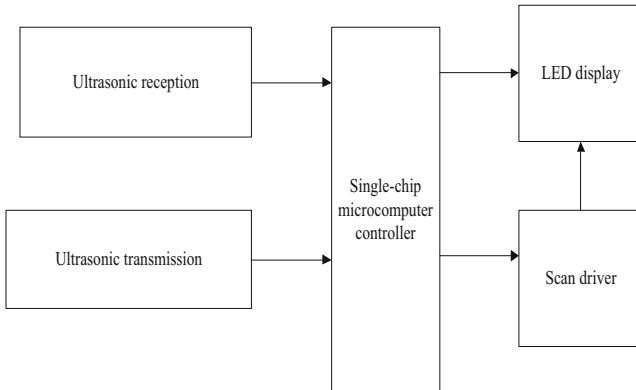 Ultrasonic reception
LED display
Single-chip
microcomputer
controller
Ultrasonic transmission
Scan driver